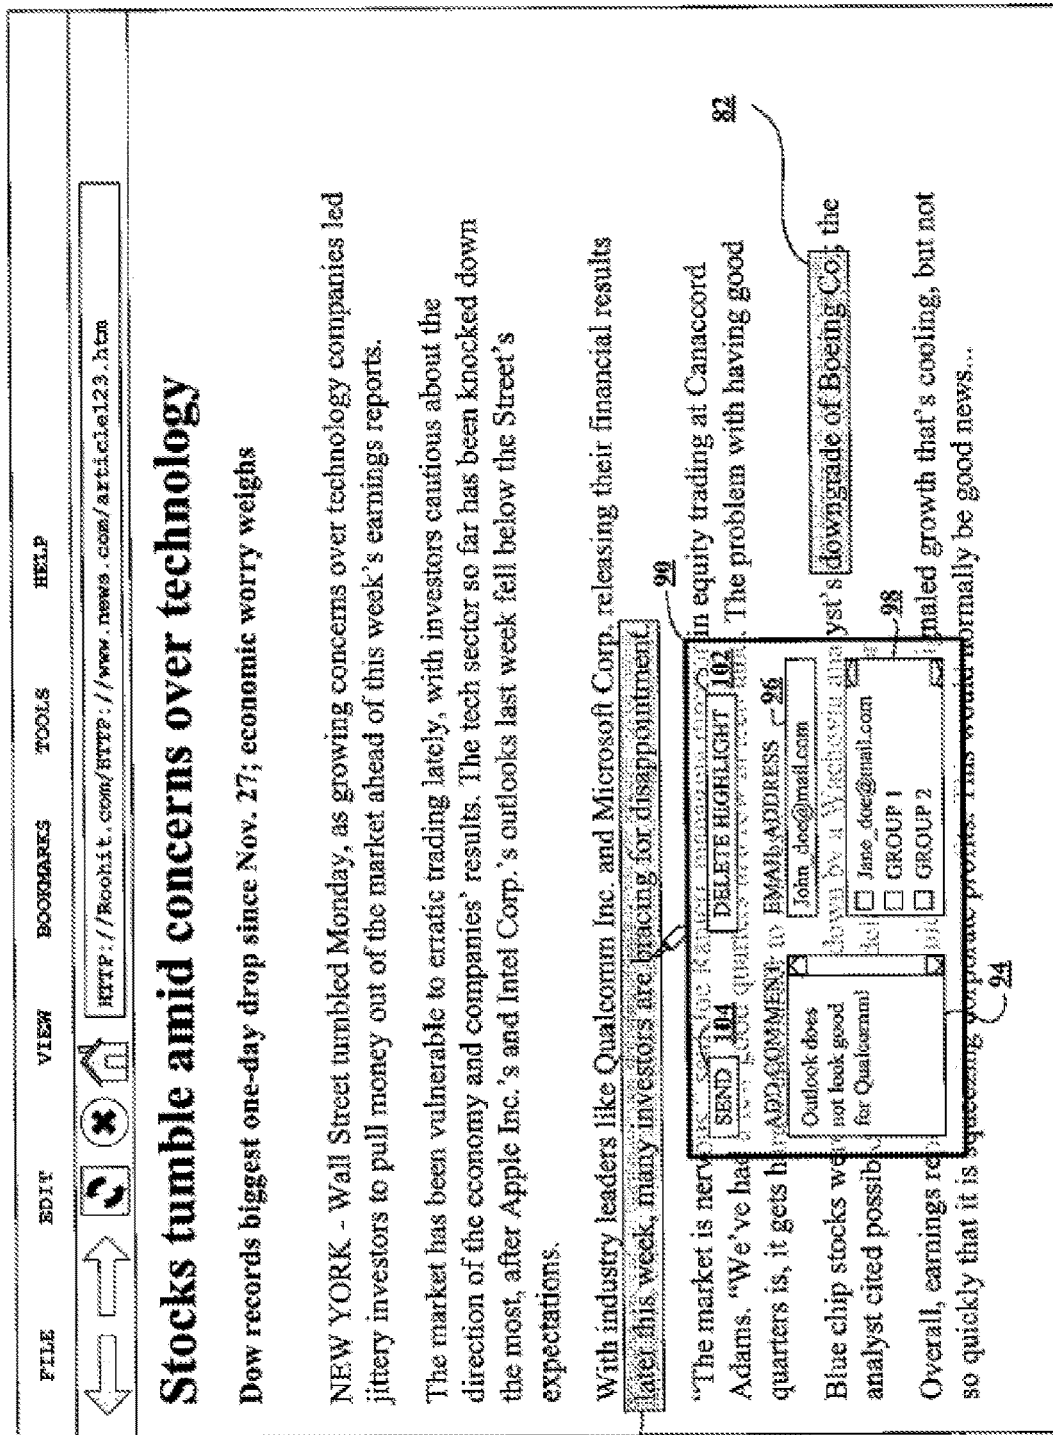 FILE EDIT VIEW BOOKMARKS TOOLS HELP
HTTP://Roohit.com/HTTP://www.news.com/article123.htm
Stocks tumble amid concerns over technology
Dow records biggest one-day drop since Nov. 27; economic worry weighs
NEW YORK - Wall Street tumbled Monday, as growing concerns over technology companies led
jittery investors to pull money out of the market ahead of this week's earnings reports.
The market has been vulnerable to erratic trading lately, with investors cautious about the
direction of the economy and companies' results. The tech sector so far has been knocked down
the most, after Apple Inc.'s and Intel Corp.'s outlooks last week fell below the Street's
expectations.
With industry leaders like Qualcomm Inc. and Microsoft Corp. releasing their financial results
later this week, many investors are bracing for disappointment.
90
"The market is in equity trading at Canaccord
Adams. "We've had The problem with having good
quarters is, it gets
82
Blue chip stocks downgrade of Boeing Co.; the
analyst cited
Overall, earnings growth that's cooling, but not
so quickly that it is squeezing corporate profits. This would normally be good news...
SEND 104 DELETE HIGHLIGHT 102
ADD COMMENT EMAIL ADDRESS 96
Outlook does
not look good
for Qualcomm!
John_doe@mail.com
98
Jane_doe@mail.com
GROUP 1
GROUP 2
94